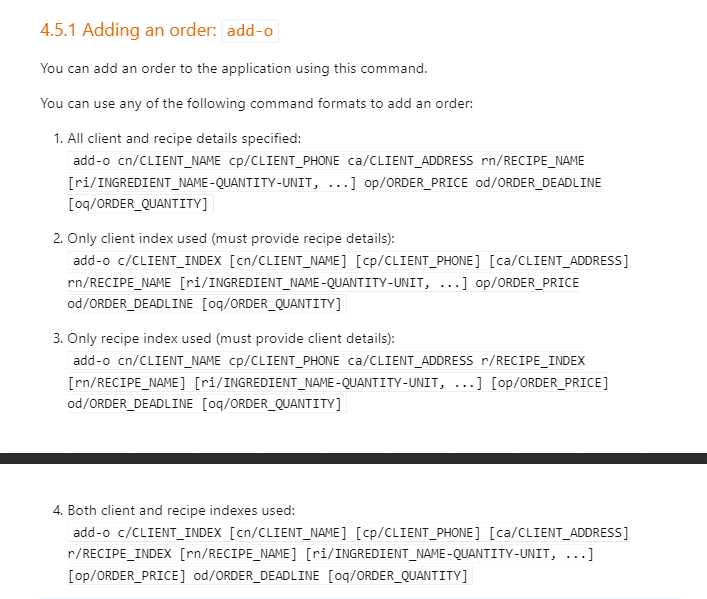 4.5.1 Adding an order: add-o
You can add an order to the application using this command.
You can use any of the following command formats to add an order:
1. All client and recipe details specified:
add-o cn/CLIENT_NAME cp/CLIENT_PHONE ca/CLIENT_ADDRESS rn/RECIPE_NAME
[ri/INGREDIENT_NAME-QUANTITY-UNIT, ...] op/ORDER_PRICE od/ORDER_DEADLINE
[oq/ORDER_QUANTITY]
2. Only client index used (must provide recipe details):
add-o c/CLIENT_INDEX [cn/CLIENT_NAME] [cp/CLIENT_PHONE] [ca/CLIENT_ADDRESS]
rn/RECIPE_NAME [ri/INGREDIENT_NAME-QUANTITY-UNIT, ...] op/ORDER_PRICE
od/ORDER_DEADLINE [oq/ORDER_QUANTITY]
3. Only recipe index used (must provide client details):
add-o cn/CLIENT_NAME cp/CLIENT_PHONE ca/CLIENT_ADDRESS r/RECIPE_INDEX
[rn/RECIPE_NAME] [ri/INGREDIENT_NAME-QUANTITY-UNIT, ...] [op/ORDER_PRICE]
od/ORDER_DEADLINE [oq/ORDER_QUANTITY]
4. Both client and recipe indexes used:
add-o c/CLIENT_INDEX [cn/CLIENT_NAME] [cp/CLIENT_PHONE] [ca/CLIENT_ADDRESS]
r/RECIPE_INDEX [rn/RECIPE_NAME] [ri/INGREDIENT_NAME-QUANTITY-UNIT, ...]
[op/ORDER_PRICE] od/ORDER_DEADLINE [oq/ORDER_QUANTITY]